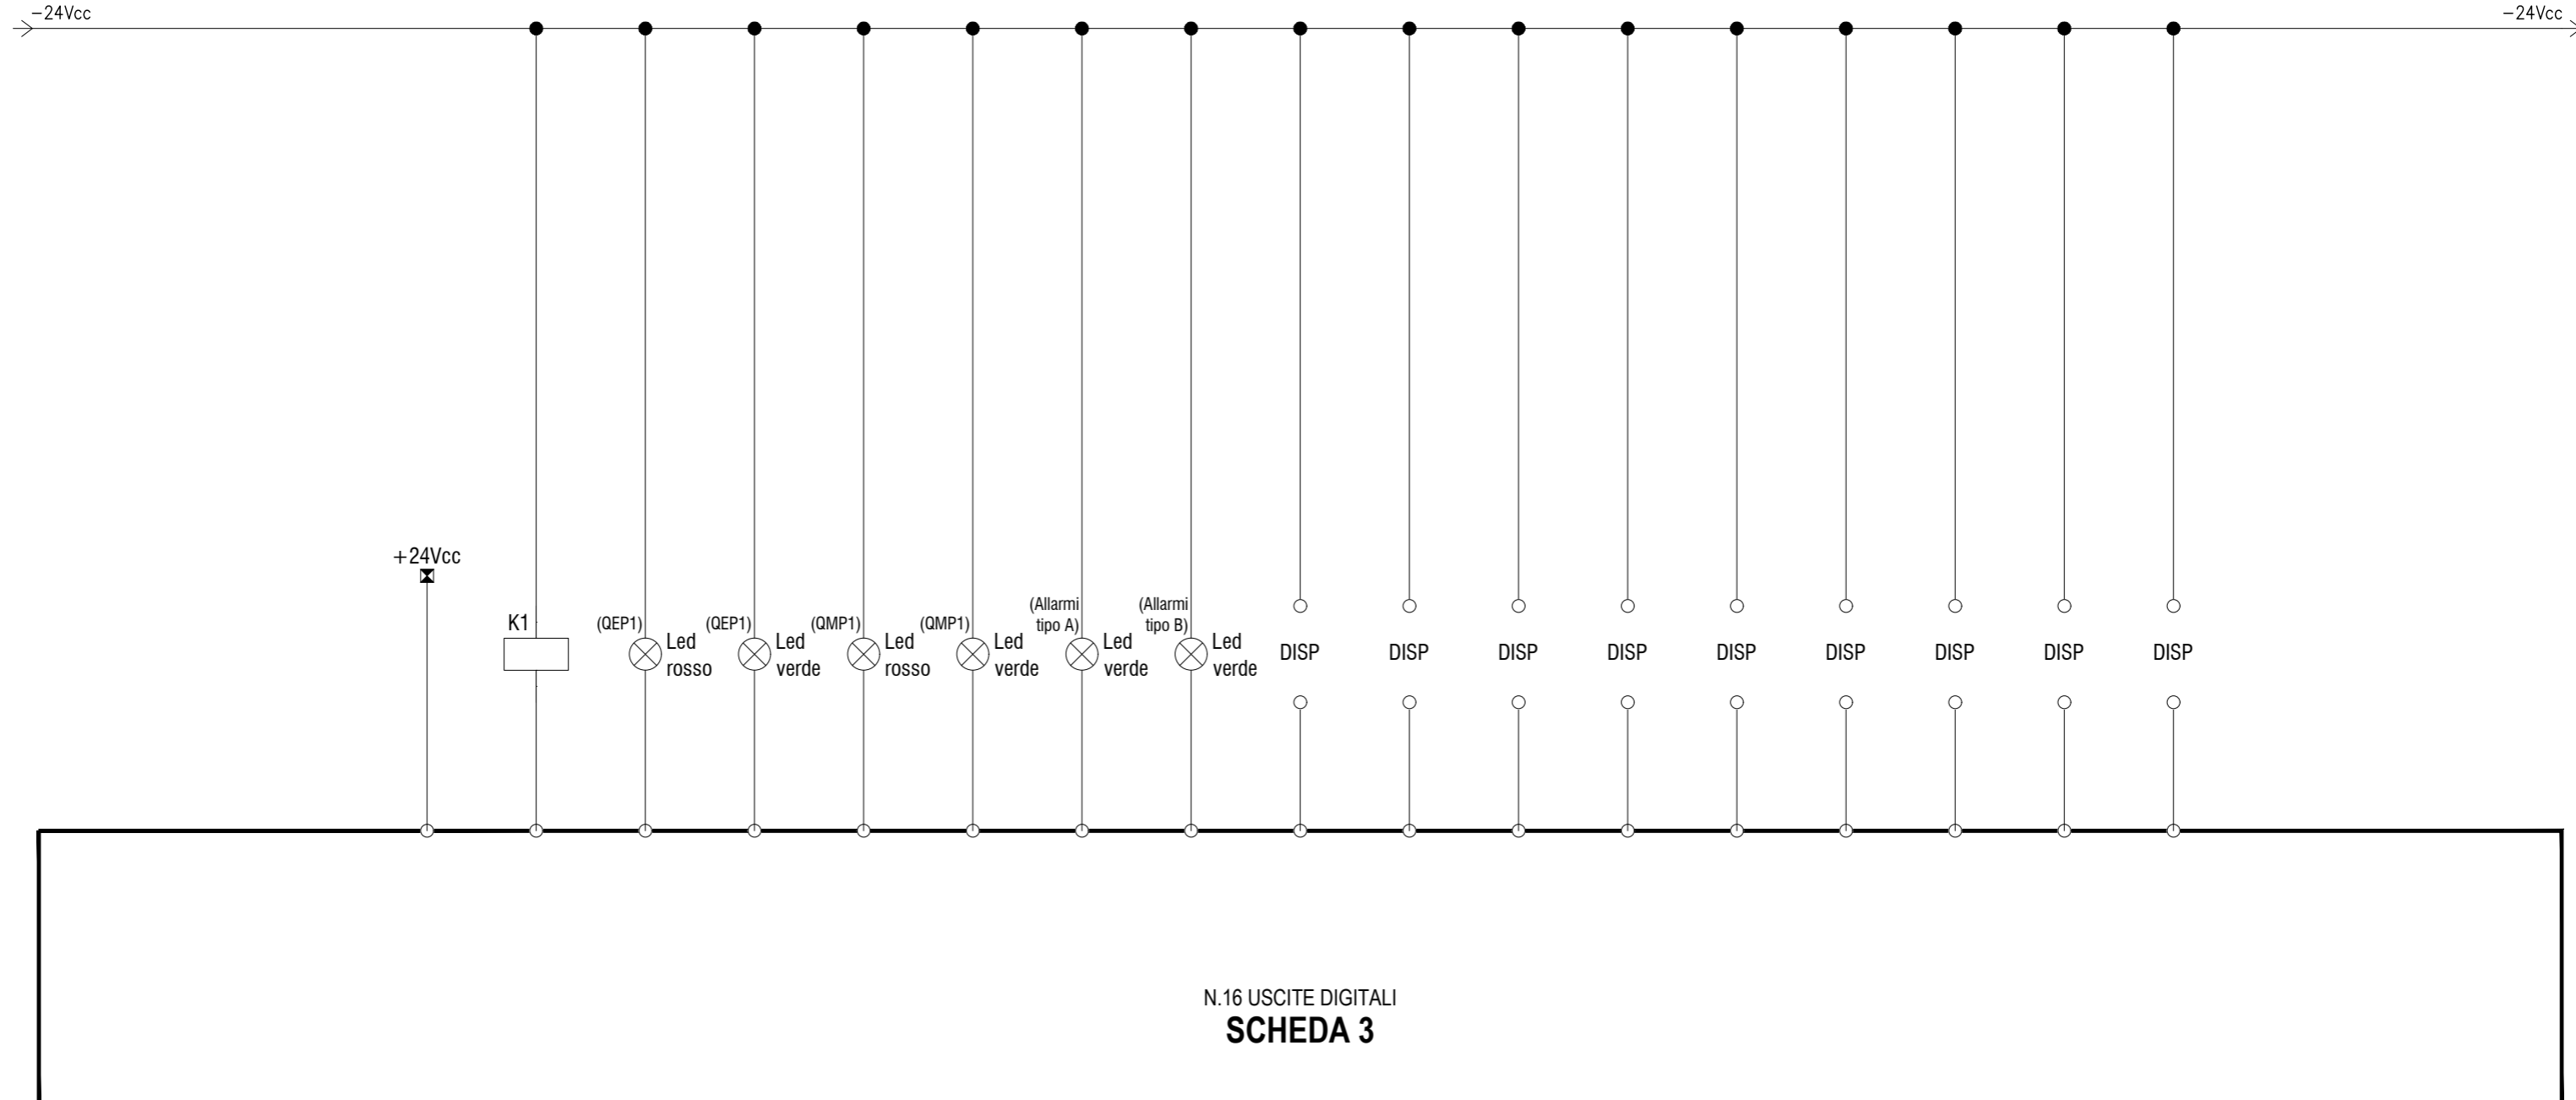 −24Vcc
−24Vcc
+24Vcc
K1
(QEP1)
Led
rosso
(QEP1)
Led
verde
(QMP1)
Led
rosso
(QMP1)
Led
verde
(Allarmi
tipo A)
Led
verde
(Allarmi
tipo B)
Led
verde
DISP
DISP
DISP
DISP
DISP
DISP
DISP
DISP
DISP
N.16 USCITE DIGITALI
SCHEDA 3